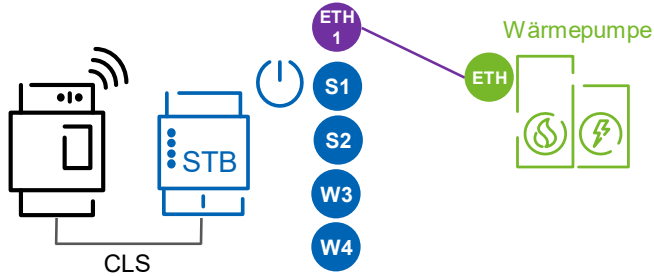 ETH
1
Wärmepumpe
ETH
S1
S2
STB
W3
W4
CLS